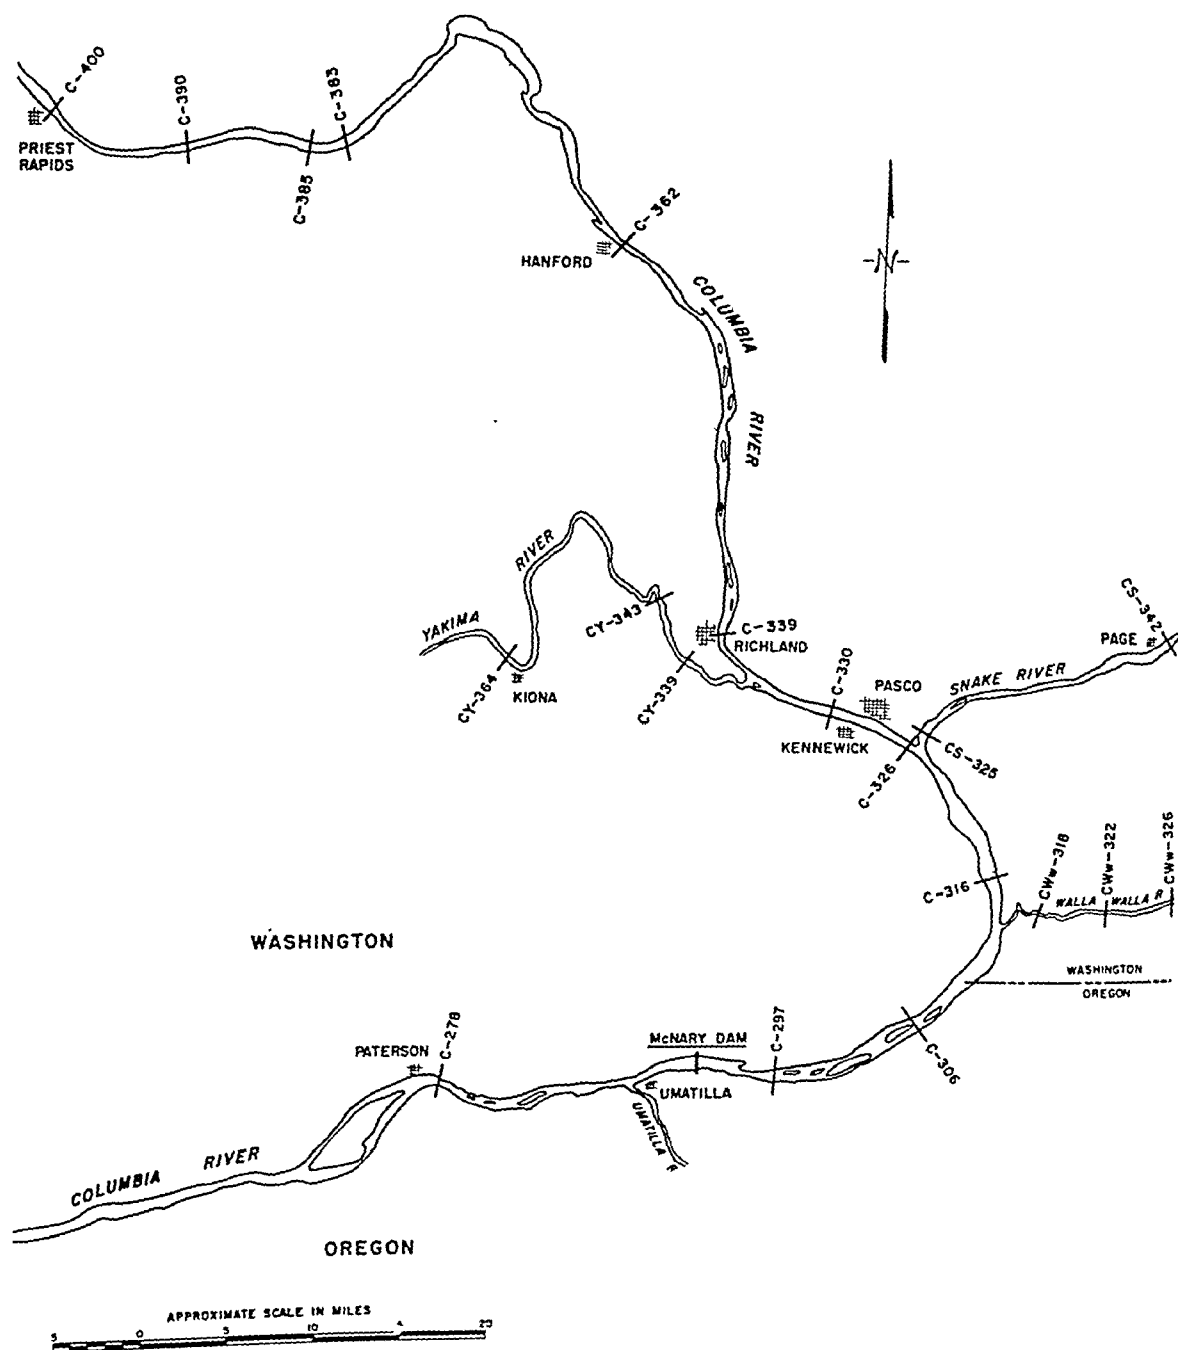 C-400
C-390
C-383
PRIEST
RAPIDS
C-385
C-362
HANFORD
-N-
COLUMBIA
RIVER
YAKIMA
RIVER
CY-343
C-339
RICHLAND
CS-342
PAGE
CY-364
KIONA
CY-339
C-330
PASCO
SNAKE RIVER
KENNEWICK
C-326
CS-325
C-316
CWw-318
CWw-322
CWw-326
WALLA WALLA R
WASHINGTON
WASHINGTON
OREGON
PATERSON
C-278
McNARY DAM
C-297
C-306
UMATILLA
UMATILLA R
COLUMBIA RIVER
OREGON
APPROXIMATE SCALE IN MILES
5 0 5 10 20